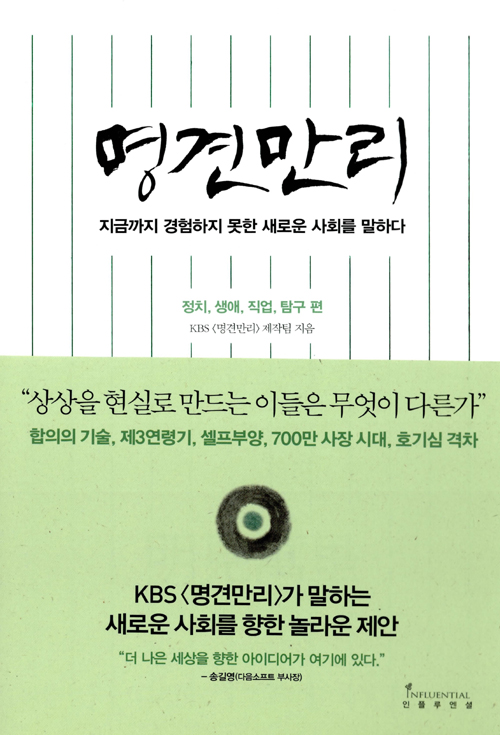 명견만리
지금까지 경험하지 못한 새로운 사회를 말하다
정치, 생애, 직업, 탐구 편
KBS 〈명견만리〉 제작팀 지음
“상상을 현실로 만드는 이들은 무엇이 다른가”
합의의 기술, 제3연령기, 셀프부양, 700만 사장 시대, 호기심 격차
KBS 〈명견만리〉가 말하는
새로운 사회를 향한 놀라운 제안
“더 나은 세상을 향한 아이디어가 여기에 있다.”
– 송길영(다음소프트 부사장)
INFLUENTIAL
인플루엔셜